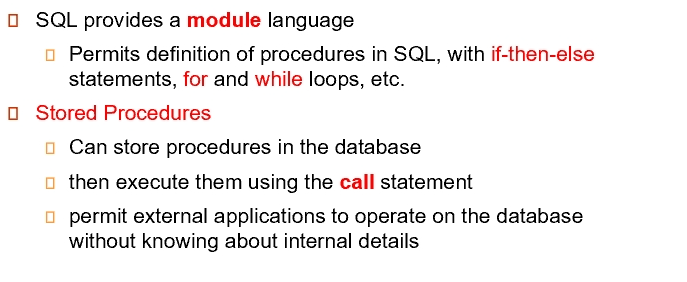 SQL provides a module language
Permits definition of procedures in SQL, with if-then-else
statements, for and while loops, etc.
Stored Procedures
Can store procedures in the database
then execute them using the call statement
permit external applications to operate on the database
without knowing about internal details